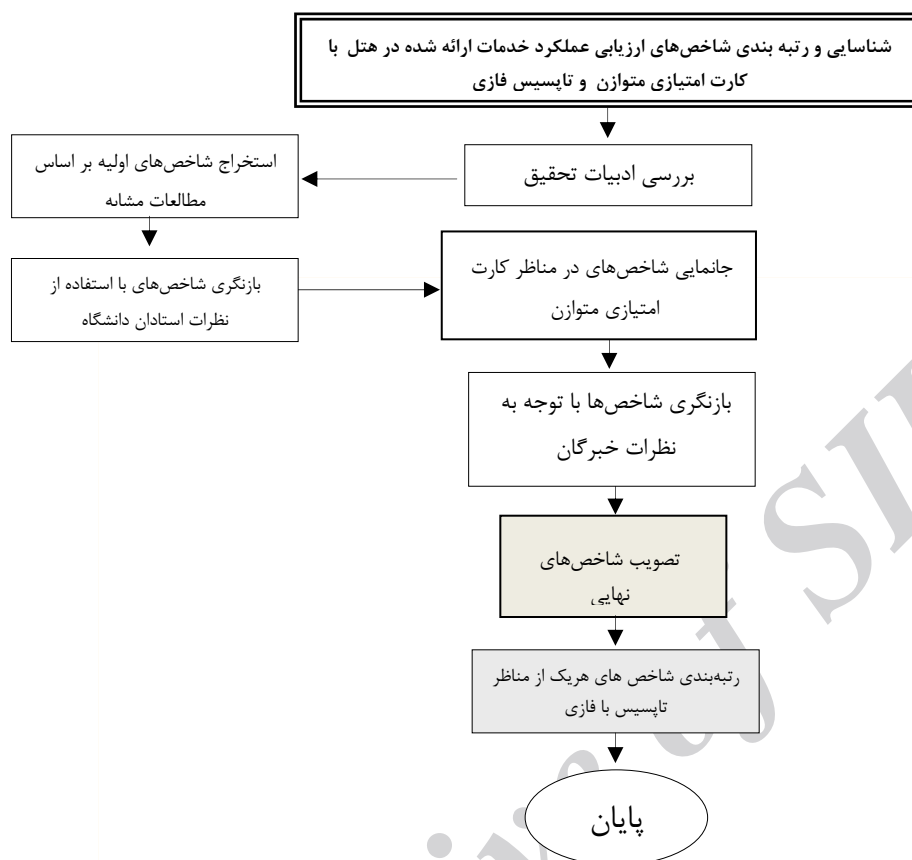 شناسایی و رتبه بندی شاخص‌های ارزیابی عملکرد خدمات ارائه شده در هتل با
کارت امتیازی متوازن و تاپسیس فازی
بررسی ادبیات تحقیق
استخراج شاخص‌های اولیه بر اساس
مطالعات مشابه
بازنگری شاخص‌های با استفاده از
نظرات استادان دانشگاه
جانمایی شاخص‌های در مناظر کارت
امتیازی متوازن
بازنگری شاخص‌ها با توجه به
نظرات خبرگان
تصویب شاخص‌های
نهایی
رتبه‌بندی شاخص های هریک از مناظر
تاپسیس با فازی
پایان